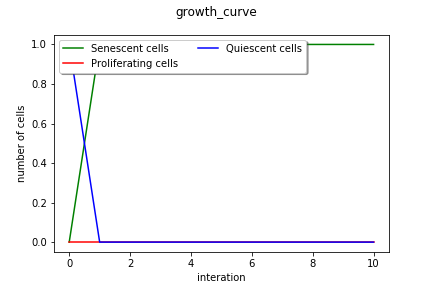 growth_curve
Senescent cells
Proliferating cells
Quiescent cells
number of cells
1.0
0.8
0.6
0.4
0.2
0.0
0 2 4 6 8 10
interation